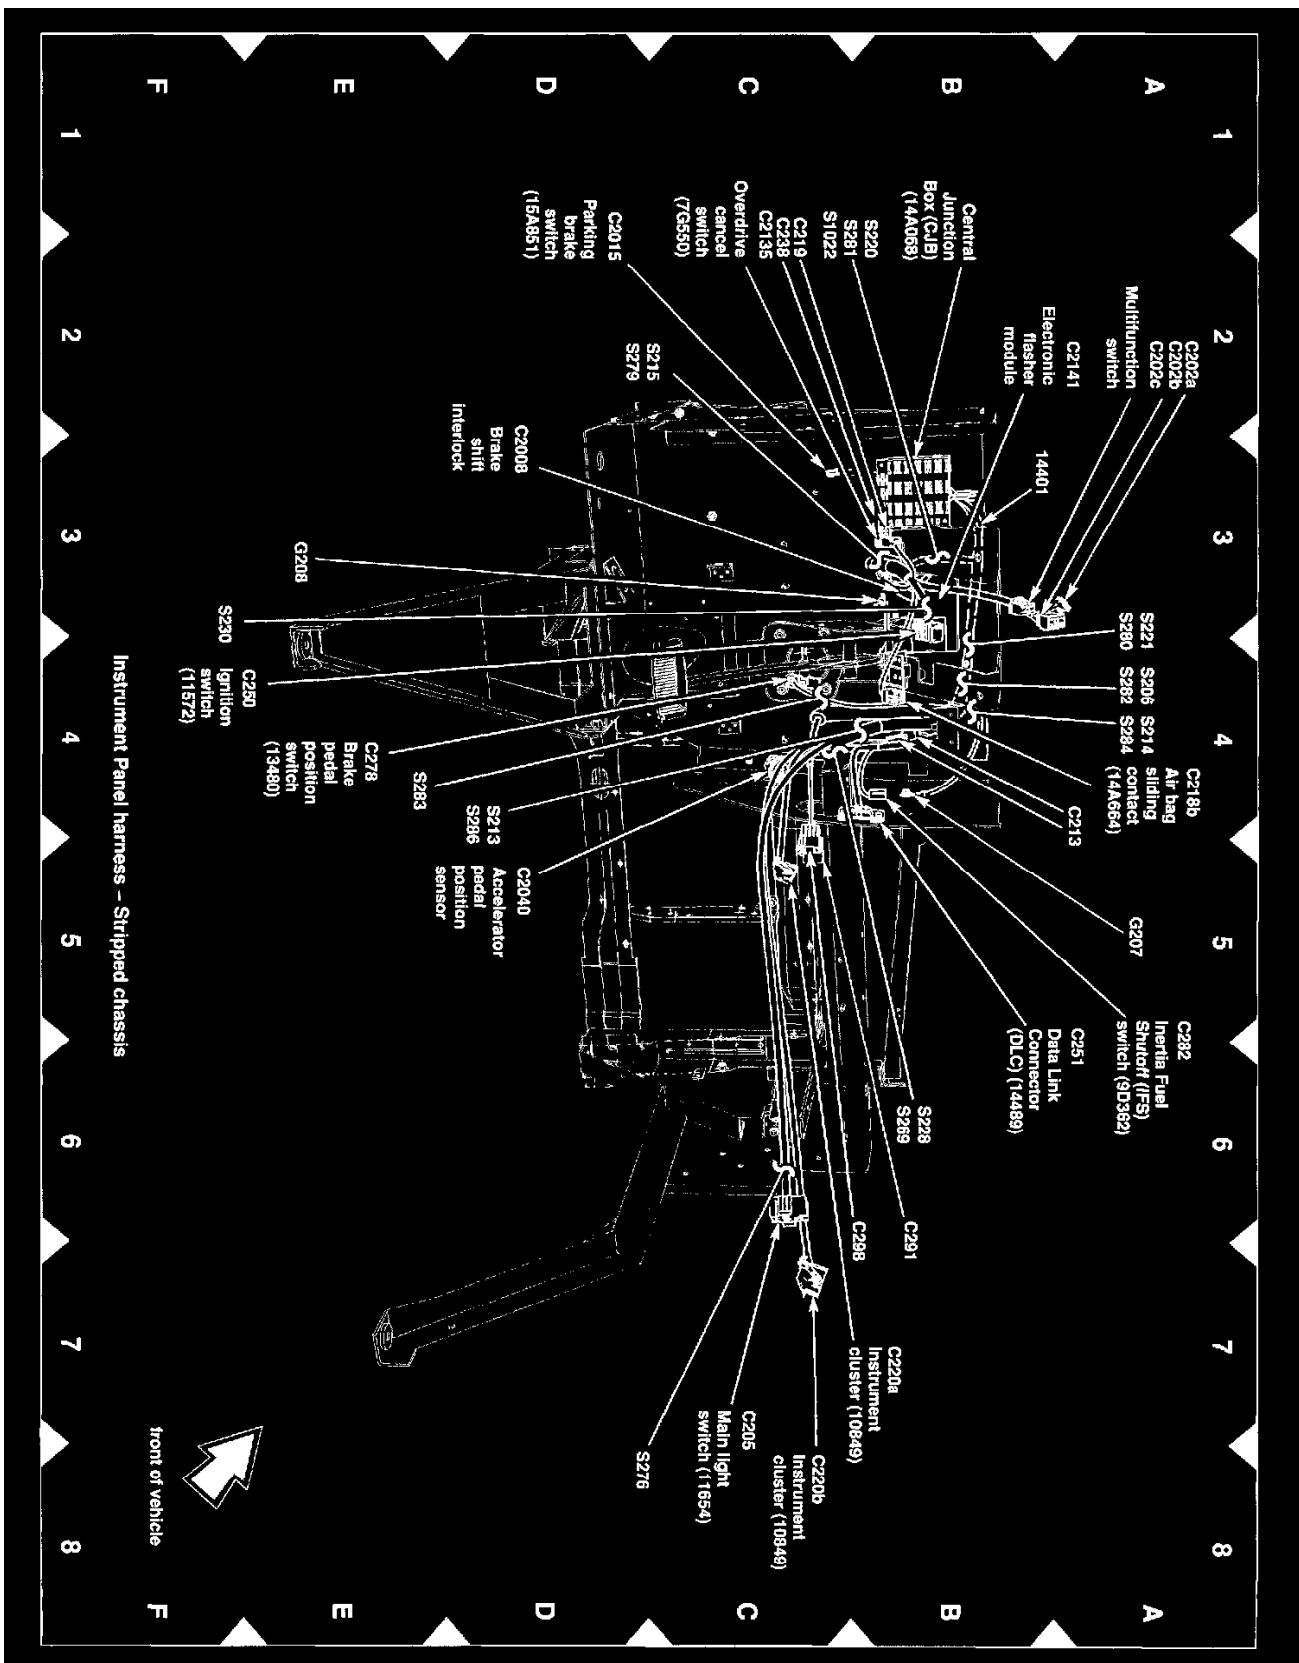 A
B
C
D
E
F
1
2
3
4
5
6
7
8
C202a
C202b
C202c
Multifunction
switch
C2141
Electronic
flasher
module
14401
Central
Junction
Box (CJB)
(14A068)
S220
S281
S1022
C219
C238
C2135
Overdrive
cancel
switch
(7G550)
C2015
Parking
brake
switch
(15A851)
S215
S279
C2008
Brake
shift
interlock
G208
S230
C250
Ignition
switch
(11572)
C278
Brake
pedal
position
switch
(13480)
S283
S213
S286
C2040
Accelerator
pedal
position
sensor
S221
S280
S206
S282
S214
S284
C218b
Air bag
sliding
contact
(14A664)
C213
G207
C282
Inertia Fuel
Shutoff (IFS)
switch (9D362)
C251
Data Link
Connector
(DLC) (14489)
S228
S269
C291
C298
C220a
Instrument
cluster (10849)
C220b
Instrument
cluster (10849)
C205
Main light
switch (11654)
S276
front of vehicle
Instrument Panel harness – Stripped chassis
1
2
3
4
5
6
7
8
A
B
C
D
E
F